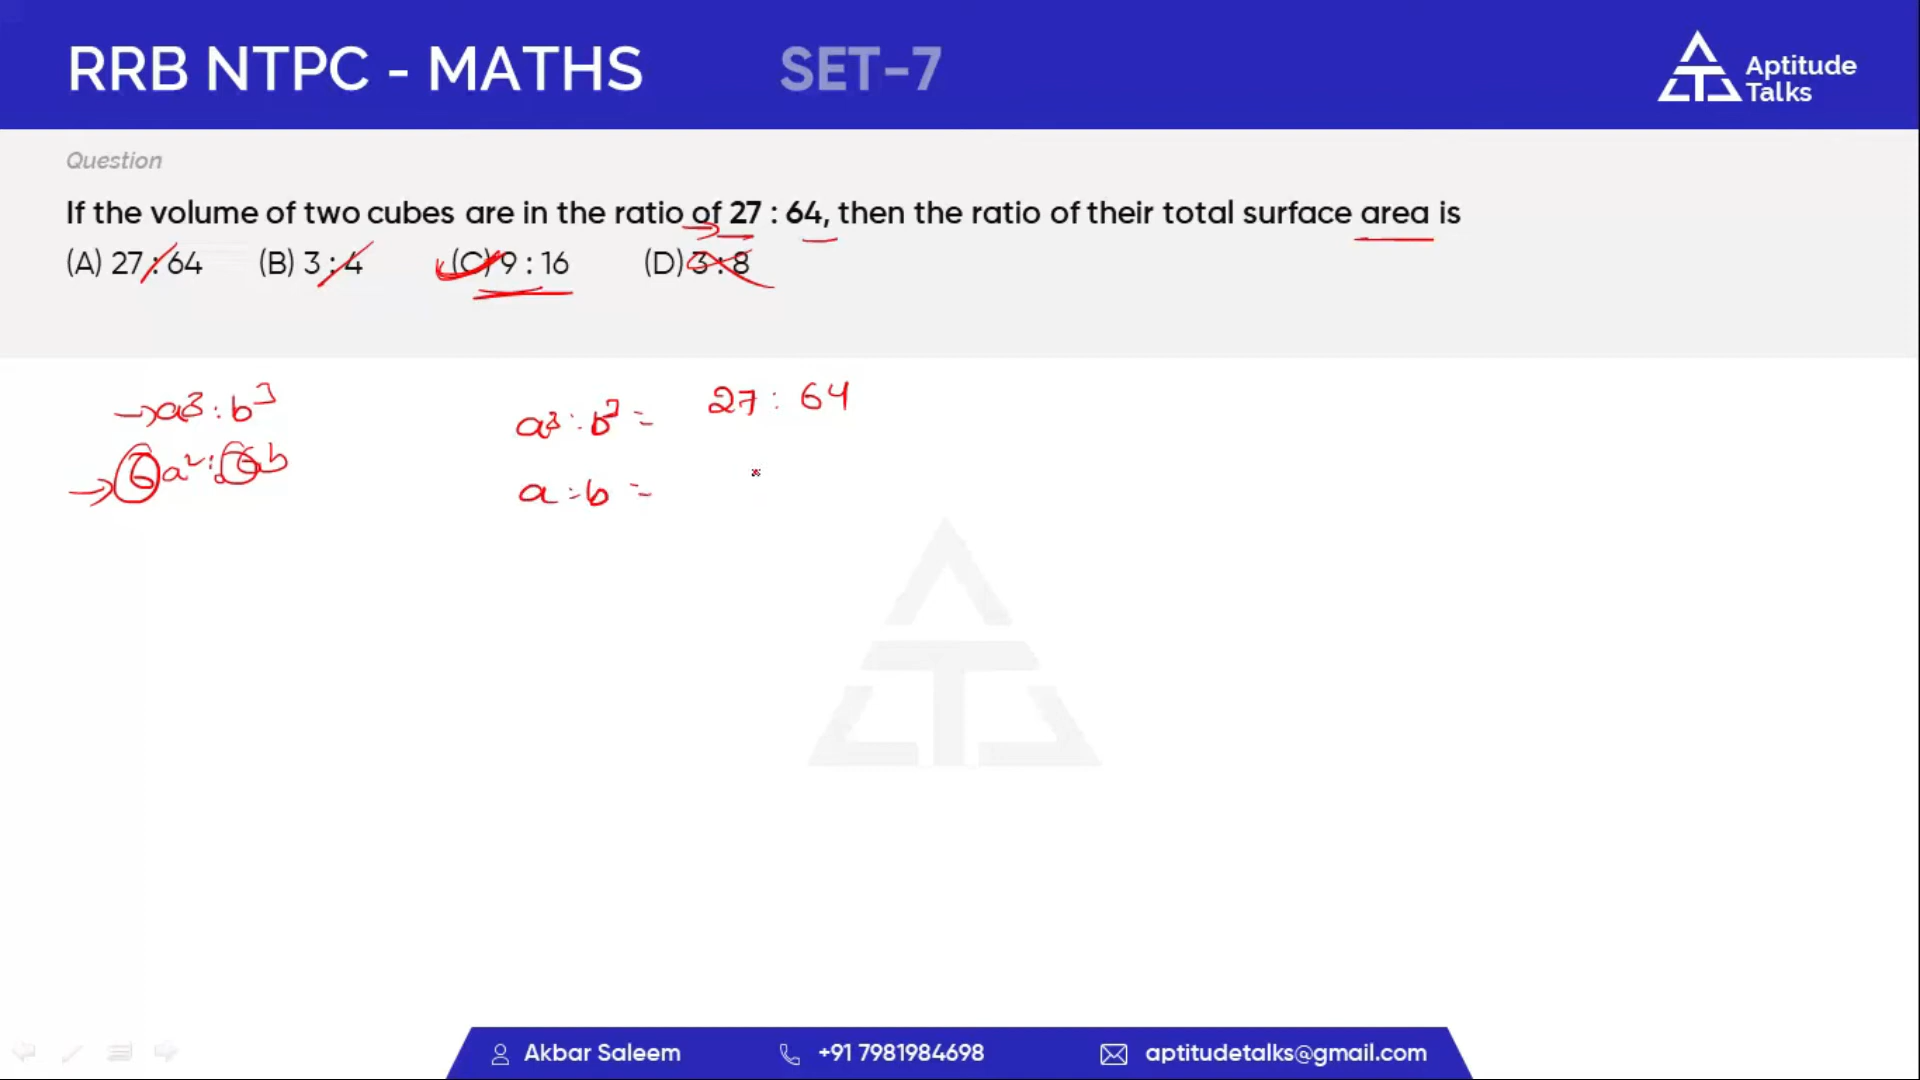 RRB NTPC - MATHS SET-7
Aptitude
Talks
Question
If the volume of two cubes are in the ratio of 27 : 64, then the ratio of their total surface area is
(A) 27 : 64 (B) 3 : 4 (C) 9 : 16 (D) 3 : 8
→a³ : b³ a³ : b³ = 27 : 64
→ 6a² : 6b a : b =
Akbar Saleem +91 7981984698 aptitudetalks@gmail.com